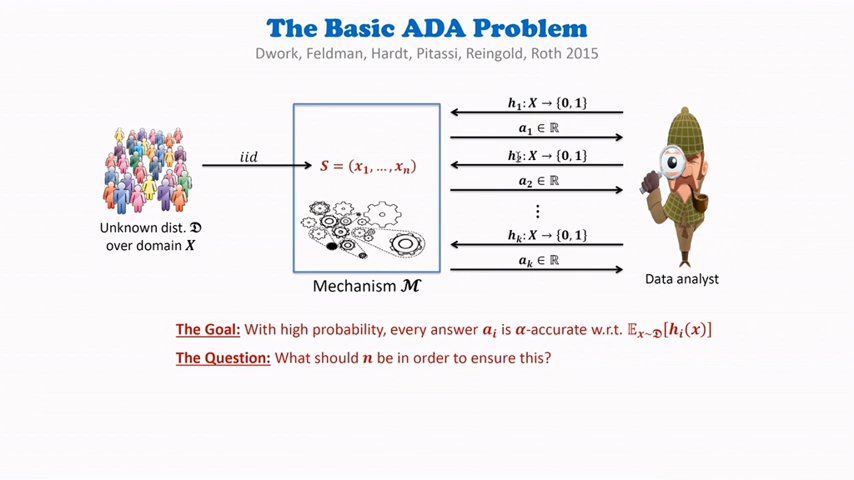 The Basic ADA Problem
Dwork, Feldman, Hardt, Pitassi, Reingold, Roth 2015
h₁: X → {0, 1}
a₁ ∈ ℝ
iid
S = (x₁, ..., xₙ)
h₂: X → {0, 1}
a₂ ∈ ℝ
⋮
Unknown dist. 𝕯
over domain X
hₖ: X → {0, 1}
aₖ ∈ ℝ
Mechanism 𝓜
Data analyst
The Goal: With high probability, every answer aᵢ is α-accurate w.r.t. 𝔼ₓ~𝕯[hᵢ(x)]
The Question: What should n be in order to ensure this?